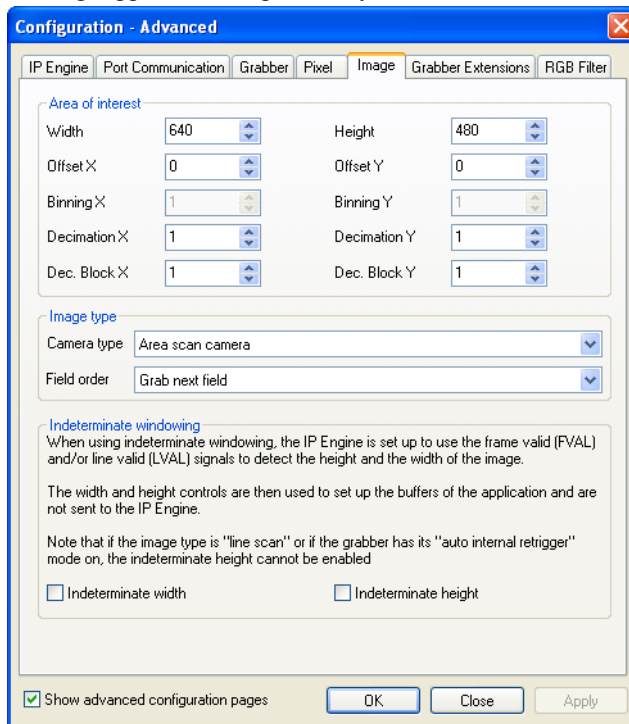 Configuration - Advanced
IP Engine Port Communication Grabber Pixel Image Grabber Extensions RGB Filter
Area of interest
Width 640 Height 480
Offset X 0 Offset Y 0
Binning X 1 Binning Y 1
Decimation X 1 Decimation Y 1
Dec. Block X 1 Dec. Block Y 1
Image type
Camera type Area scan camera
Field order Grab next field
Indeterminate windowing
When using indeterminate windowing, the IP Engine is set up to use the frame valid (FVAL)
and/or line valid (LVAL) signals to detect the height and the width of the image.
The width and height controls are then used to set up the buffers of the application and are
not sent to the IP Engine.
Note that if the image type is "line scan" or if the grabber has its "auto internal retrigger"
mode on, the indeterminate height cannot be enabled
Indeterminate width Indeterminate height
Show advanced configuration pages OK Close Apply